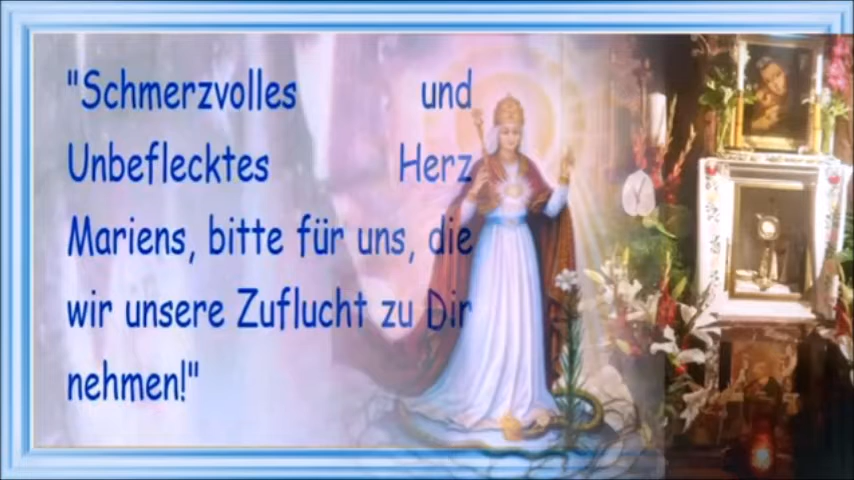 "Schmerzvolles und
Unbeflecktes Herz
Mariens, bitte für uns, die
wir unsere Zuflucht zu Dir
nehmen!"